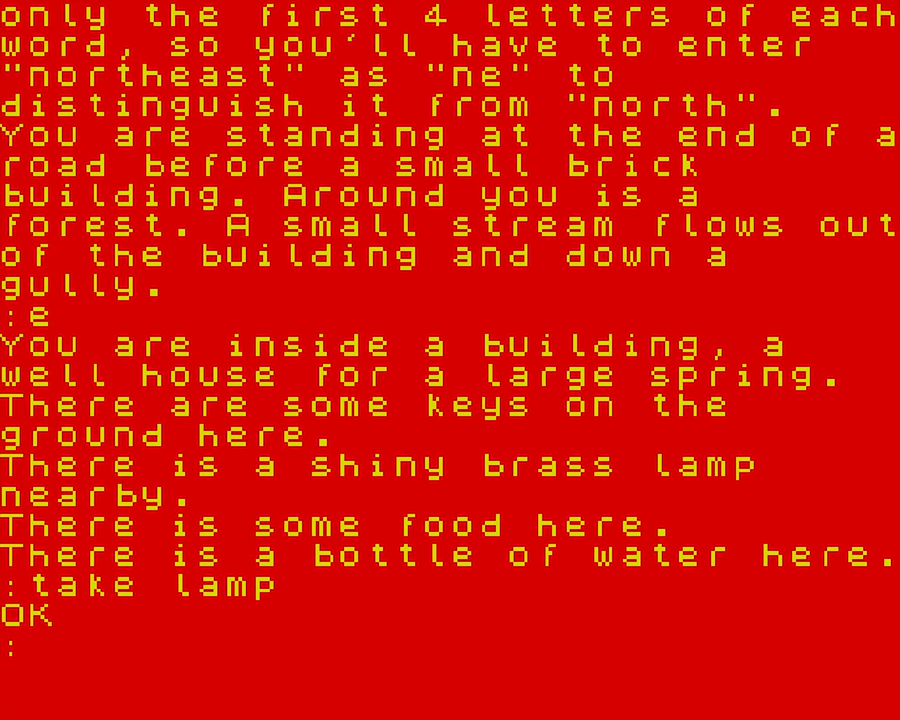 only the first 4 letters of each
word, so you'll have to enter
"northeast" as "ne" to
distinguish it from "north".
You are standing at the end of a
road before a small brick
building. Around you is a
forest. A small stream flows out
of the building and down a
gully.
:e
You are inside a building, a
well house for a large spring.
There are some keys on the
ground here.
There is a shiny brass lamp
nearby.
There is some food here.
There is a bottle of water here.
:take lamp
OK
: